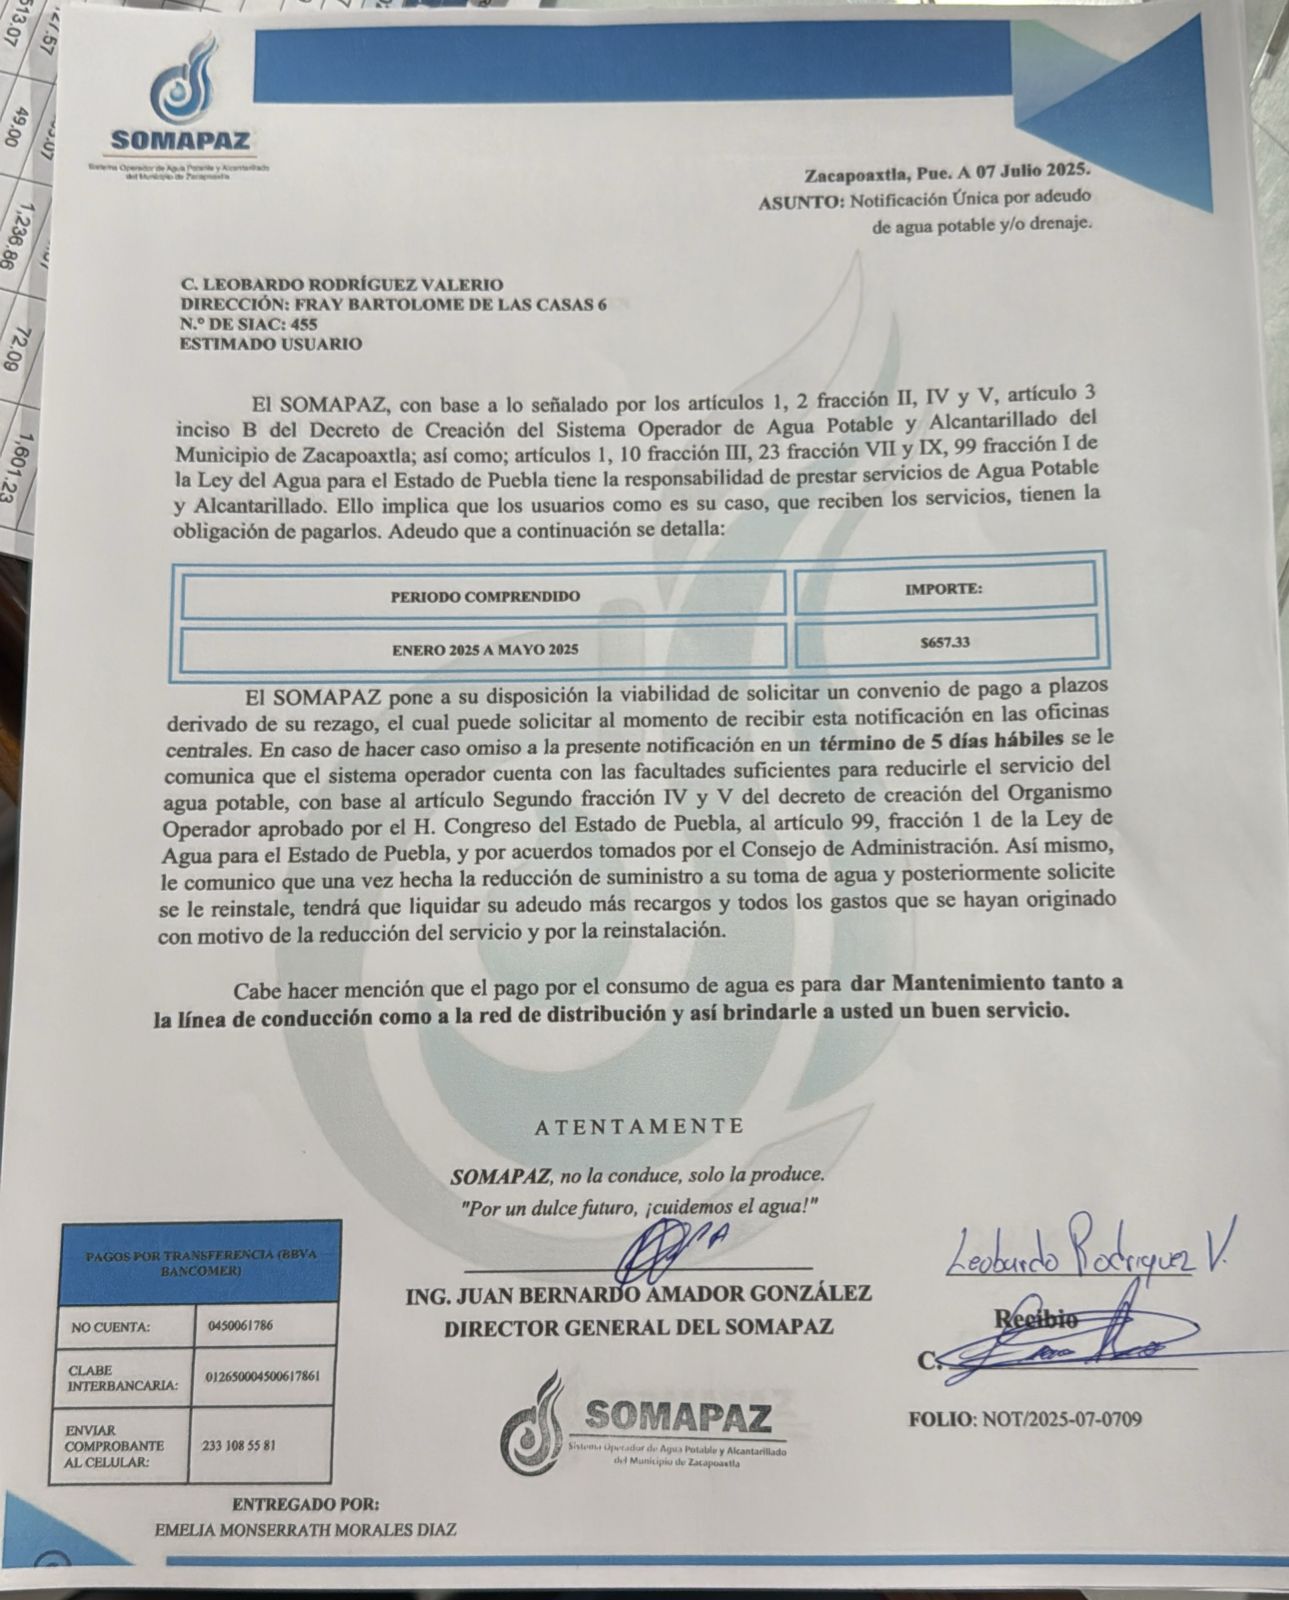 513.07
27.57
49.00
1,236.86
72.09
1,601.23
SOMAPAZ
Sistema Operador de Agua Potable y Alcantarillado
del Municipio de Zacapoaxtla
Zacapoaxtla, Pue. A 07 Julio 2025.
ASUNTO: Notificación Única por adeudo
de agua potable y/o drenaje.
C. LEOBARDO RODRÍGUEZ VALERIO
DIRECCIÓN: FRAY BARTOLOME DE LAS CASAS 6
N.º DE SIAC: 455
ESTIMADO USUARIO
El SOMAPAZ, con base a lo señalado por los artículos 1, 2 fracción II, IV y V, artículo 3
inciso B del Decreto de Creación del Sistema Operador de Agua Potable y Alcantarillado del
Municipio de Zacapoaxtla; así como; artículos 1, 10 fracción III, 23 fracción VII y IX, 99 fracción I de
la Ley del Agua para el Estado de Puebla tiene la responsabilidad de prestar servicios de Agua Potable
y Alcantarillado. Ello implica que los usuarios como es su caso, que reciben los servicios, tienen la
obligación de pagarlos. Adeudo que a continuación se detalla:
PERIODO COMPRENDIDO IMPORTE:
ENERO 2025 A MAYO 2025 $657.33
El SOMAPAZ pone a su disposición la viabilidad de solicitar un convenio de pago a plazos
derivado de su rezago, el cual puede solicitar al momento de recibir esta notificación en las oficinas
centrales. En caso de hacer caso omiso a la presente notificación en un término de 5 días hábiles se le
comunica que el sistema operador cuenta con las facultades suficientes para reducirle el servicio del
agua potable, con base al artículo Segundo fracción IV y V del decreto de creación del Organismo
Operador aprobado por el H. Congreso del Estado de Puebla, al artículo 99, fracción 1 de la Ley de
Agua para el Estado de Puebla, y por acuerdos tomados por el Consejo de Administración. Así mismo,
le comunico que una vez hecha la reducción de suministro a su toma de agua y posteriormente solicite
se le reinstale, tendrá que liquidar su adeudo más recargos y todos los gastos que se hayan originado
con motivo de la reducción del servicio y por la reinstalación.
Cabe hacer mención que el pago por el consumo de agua es para dar Mantenimiento tanto a
la línea de conducción como a la red de distribución y así brindarle a usted un buen servicio.
ATENTAMENTE
SOMAPAZ, no la conduce, solo la produce.
"Por un dulce futuro, ¡cuidemos el agua!"
ING. JUAN BERNARDO AMADOR GONZÁLEZ
DIRECTOR GENERAL DEL SOMAPAZ
Leobardo Rodriguez V.
Recibio
C.
FOLIO: NOT/2025-07-0709
PAGOS POR TRANSFERENCIA (BBVA
BANCOMER)
NO CUENTA: 0450061786
CLABE
INTERBANCARIA: 012650004500617861
ENVIAR
COMPROBANTE
AL CELULAR: 233 108 55 81
SOMAPAZ
Sistema Operador de Agua Potable y Alcantarillado
del Municipio de Zacapoaxtla
ENTREGADO POR:
EMELIA MONSERRATH MORALES DIAZ